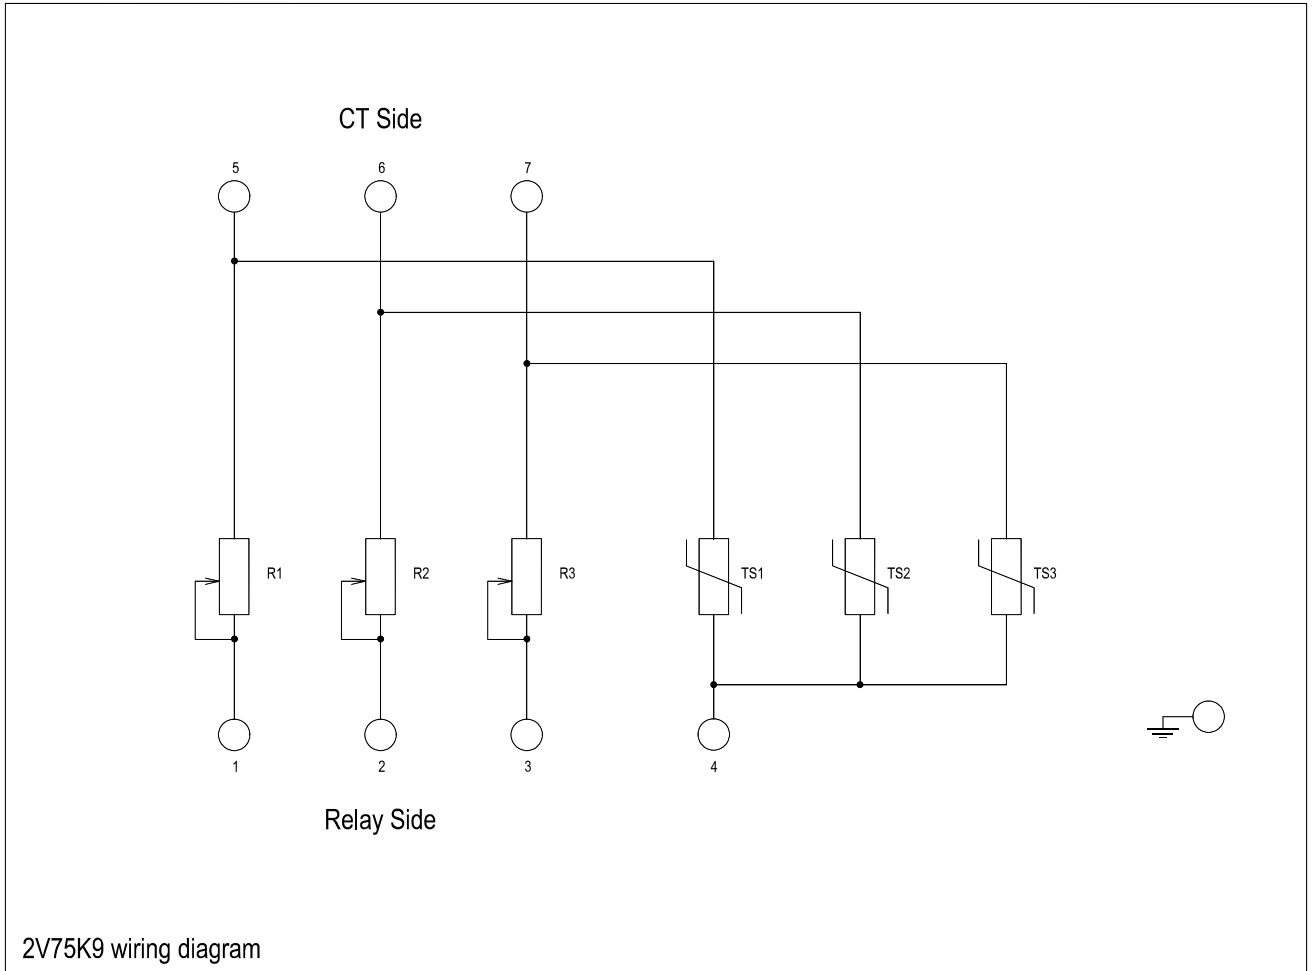 CT Side
5 6 7
R1 R2 R3 TS1 TS2 TS3
1 2 3 4
Relay Side
2V75K9 wiring diagram